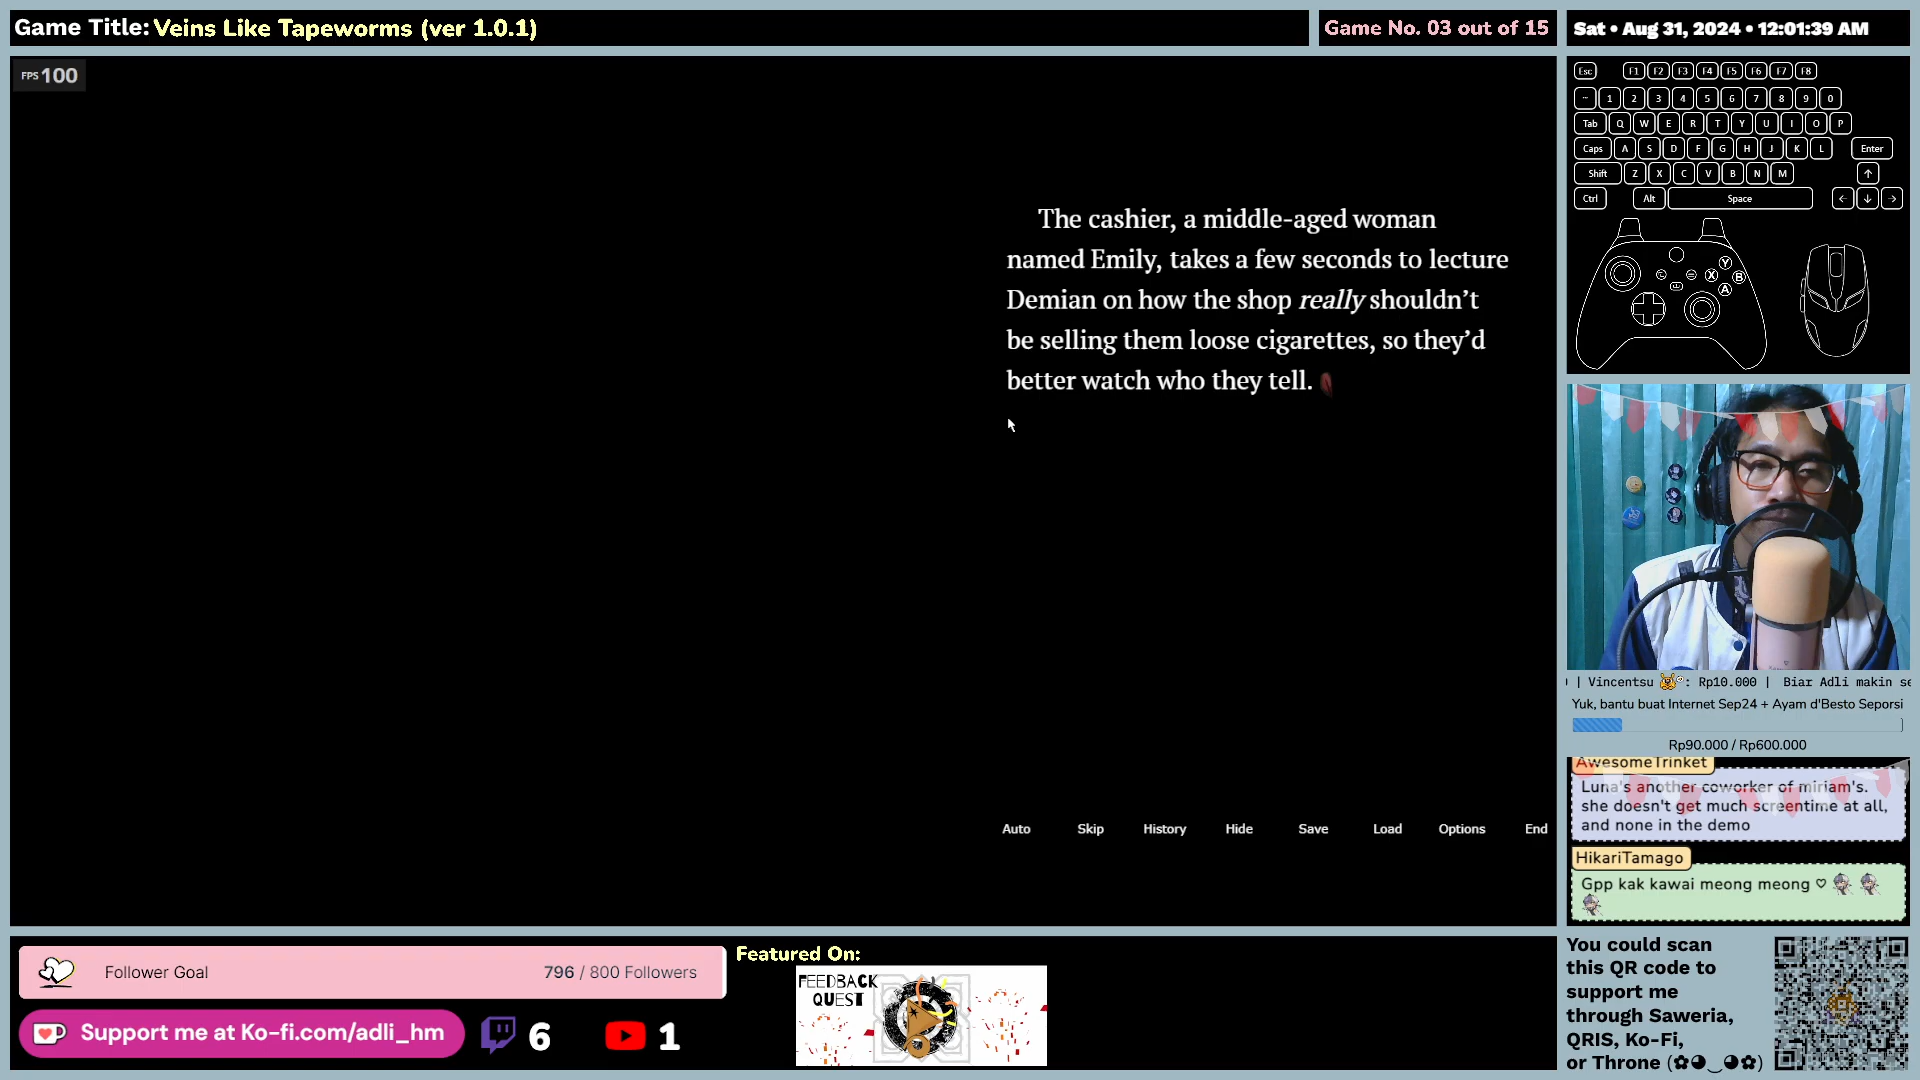 Game Title: Veins Like Tapeworms (ver 1.0.1)
Game No. 03 out of 15
Sat • Aug 31, 2024 • 12:01:39 AM
FPS 100
Esc F1 F2 F3 F4 F5 F6 F7 F8
~ 1 2 3 4 5 6 7 8 9 0
Tab Q W E R T Y U I O P
Caps A S D F G H J K L Enter
Shift Z X C V B N M ↑
Ctrl Alt Space ← ↓ →
Y
X B
A
The cashier, a middle-aged woman
named Emily, takes a few seconds to lecture
Demian on how the shop really shouldn’t
be selling them loose cigarettes, so they’d
better watch who they tell.
Auto Skip History Hide Save Load Options End
| Vincentsu : Rp10.000 | Biar Adli makin se
Yuk, bantu buat Internet Sep24 + Ayam d'Besto Seporsi
Rp90.000 / Rp600.000
AwesomeTrinket
Luna's another coworker of miriam's.
she doesn't get much screentime at all,
and none in the demo
HikariTamago
Gpp kak kawai meong meong ♡
Follower Goal 796 / 800 Followers
Support me at Ko-fi.com/adli_hm
6 1
Featured On:
FEEDBACK
QUEST
You could scan
this QR code to
support me
through Saweria,
QRIS, Ko-Fi,
or Throne (✿◕‿◕✿)